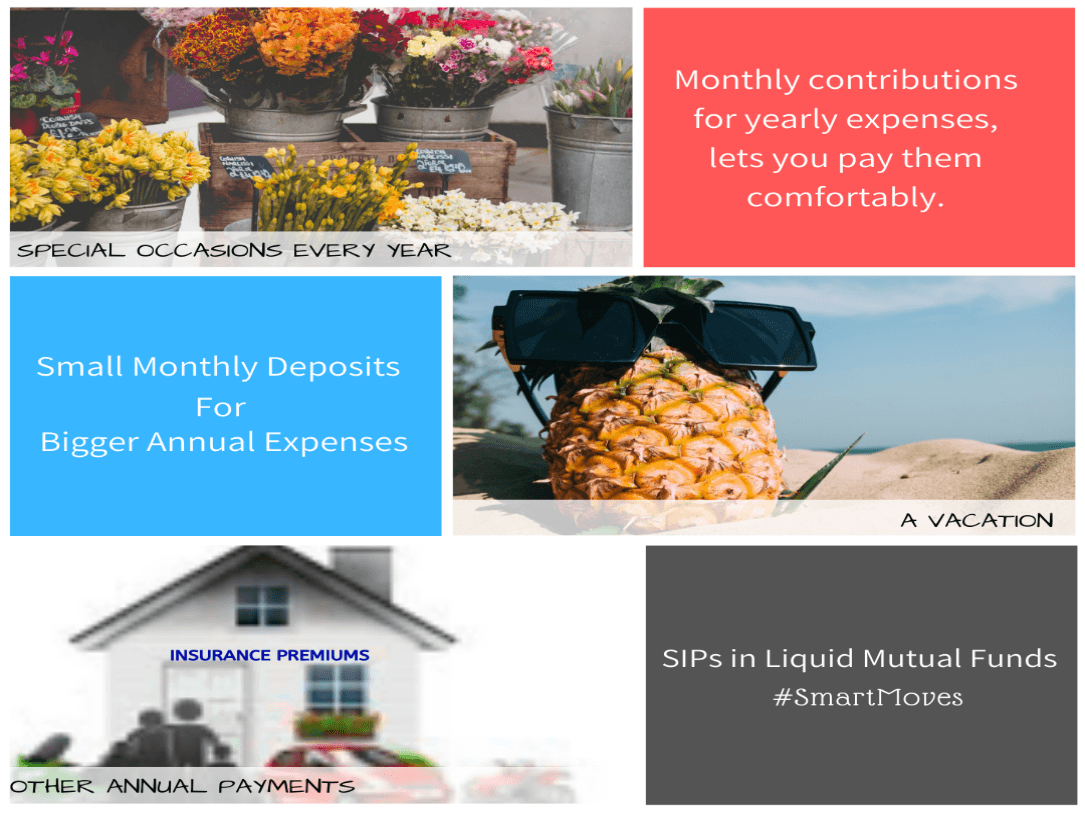 SPECIAL OCCASIONS EVERY YEAR
Monthly contributions
for yearly expenses,
lets you pay them
comfortably.
Small Monthly Deposits
For
Bigger Annual Expenses
A VACATION
INSURANCE PREMIUMS
OTHER ANNUAL PAYMENTS
SIPs in Liquid Mutual Funds
#SmartMoves